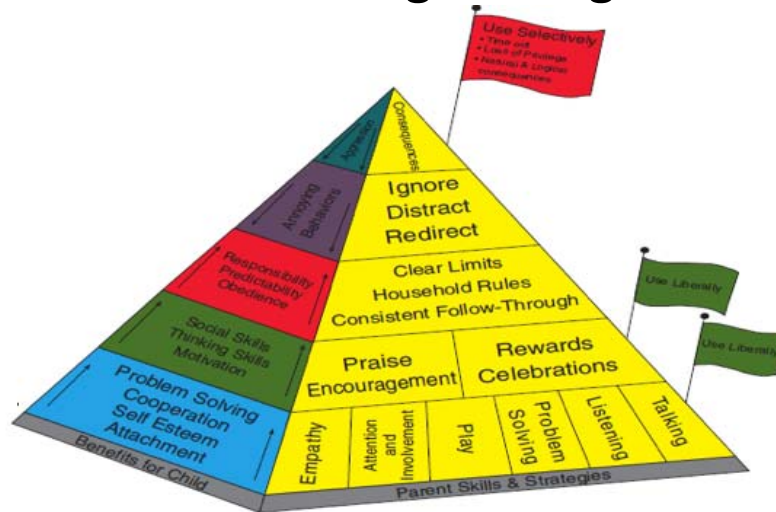 Use Selectively
• Time out
• Loss of Privilege
• Natural & Logical
consequences
Aggression
Consequences
Annoying
Behaviors
Ignore
Distract
Redirect
Responsibility
Predictability
Obedience
Clear Limits
Household Rules
Consistent Follow-Through
Use Liberally
Social Skills
Thinking Skills
Motivation
Praise
Encouragement
Rewards
Celebrations
Use Liberally
Problem Solving
Cooperation
Self Esteem
Attachment
Empathy
Attention
and
Involvement
Play
Problem
Solving
Listening
Talking
Benefits for Child
Parent Skills & Strategies